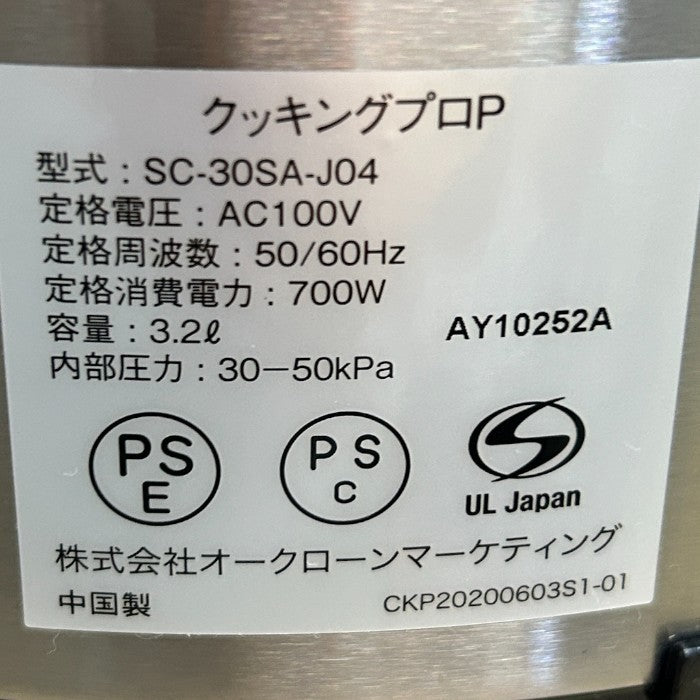 クッキングプロP
型式：SC-30SA-J04
定格電圧：AC100V
定格周波数：50/60Hz
定格消費電力：700W
容量：3.2ℓ
AY10252A
内部圧力：30－50kPa
PS
E
PS
C
S
UL Japan
株式会社オークローンマーケティング
中国製
CKP20200603S1-01